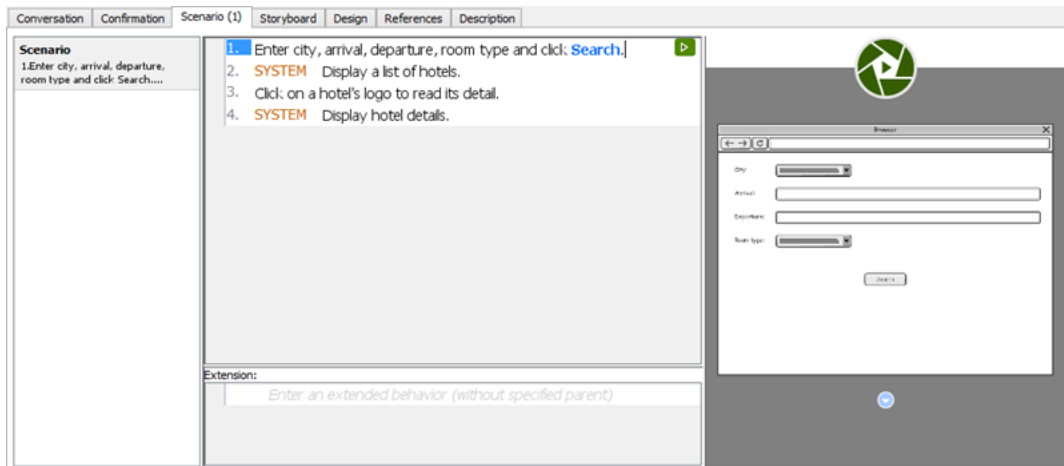 Conversation Confirmation Scenario (1) Storyboard Design References Description
Scenario
1.Enter city, arrival, departure,
room type and click Search....
1. Enter city, arrival, departure, room type and click Search.
2. SYSTEM Display a list of hotels.
3. Click on a hotel's logo to read its detail.
4. SYSTEM Display hotel details.
Extension:
Enter an extended behavior (without specified parent)
Browser
City:
Arrival:
Departure:
Room type:
Search